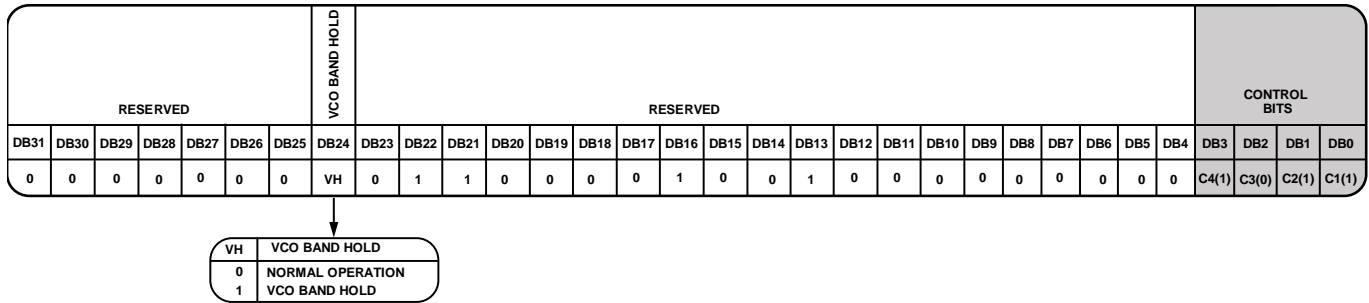 RESERVED
VCO BAND HOLD
RESERVED
CONTROL
BITS
DB31 DB30 DB29 DB28 DB27 DB26 DB25 DB24 DB23 DB22 DB21 DB20 DB19 DB18 DB17 DB16 DB15 DB14 DB13 DB12 DB11 DB10 DB9 DB8 DB7 DB6 DB5 DB4 DB3 DB2 DB1 DB0
0 0 0 0 0 0 0 VH 0 1 1 0 0 0 0 1 0 0 1 0 0 0 0 0 0 0 0 0 C4(1) C3(0) C2(1) C1(1)
VH VCO BAND HOLD
0 NORMAL OPERATION
1 VCO BAND HOLD